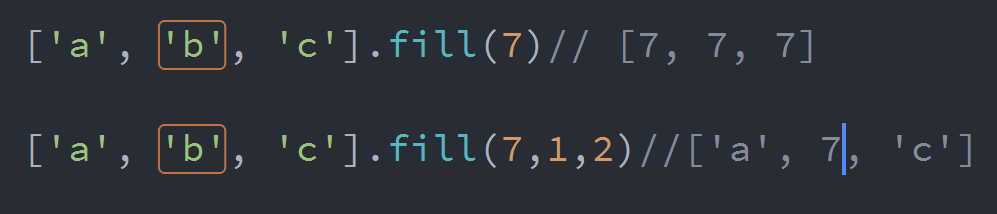 ['a', 'b', 'c'].fill(7)// [7, 7, 7]
['a', 'b', 'c'].fill(7,1,2)//['a', 7, 'c']